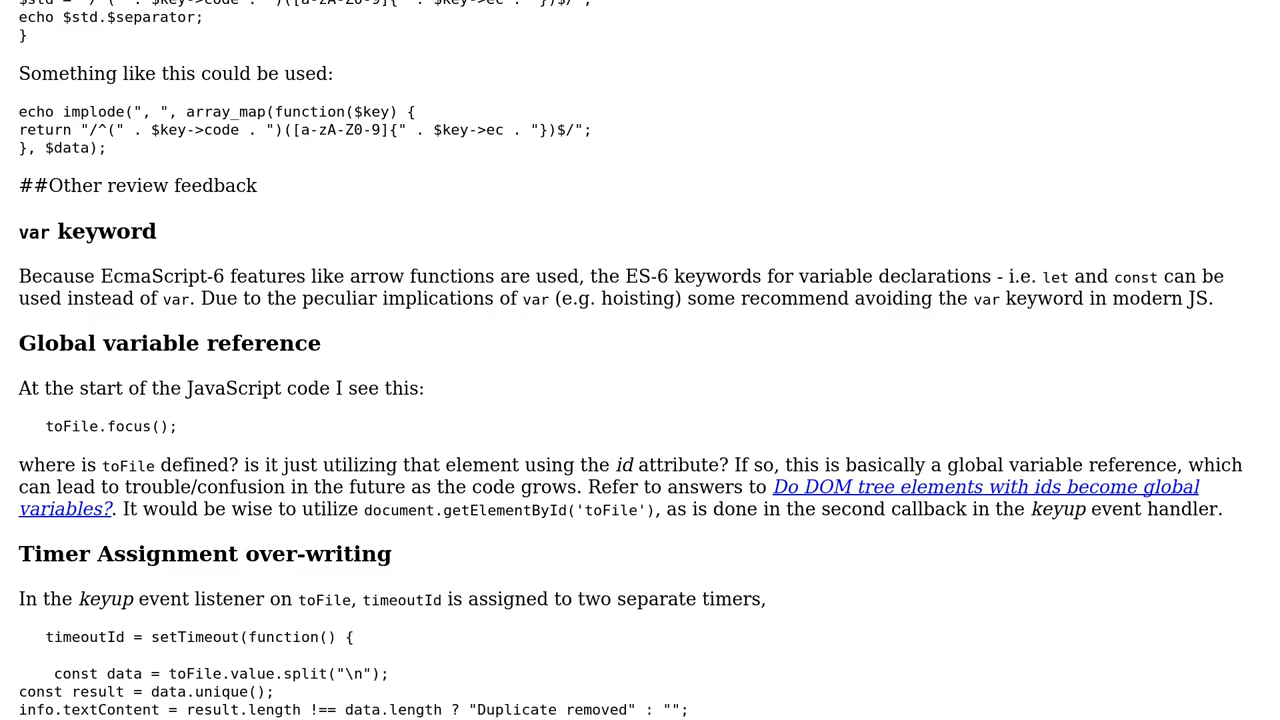 $std = "/^(" . $key->code . ")([a-zA-Z0-9]{" . $key->ec . "})$/";
echo $std.$separator;
}
Something like this could be used:
echo implode(", ", array_map(function($key) {
return "/^(" . $key->code . ")([a-zA-Z0-9]{" . $key->ec . "})$/";
}, $data);
##Other review feedback
var keyword
Because EcmaScript-6 features like arrow functions are used, the ES-6 keywords for variable declarations - i.e. let and const can be
used instead of var. Due to the peculiar implications of var (e.g. hoisting) some recommend avoiding the var keyword in modern JS.
Global variable reference
At the start of the JavaScript code I see this:
toFile.focus();
where is toFile defined? is it just utilizing that element using the id attribute? If so, this is basically a global variable reference, which
can lead to trouble/confusion in the future as the code grows. Refer to answers to Do DOM tree elements with ids become global
variables?. It would be wise to utilize document.getElementById('toFile'), as is done in the second callback in the keyup event handler.
Timer Assignment over-writing
In the keyup event listener on toFile, timeoutId is assigned to two separate timers,
timeoutId = setTimeout(function() {
const data = toFile.value.split("\n");
const result = data.unique();
info.textContent = result.length !== data.length ? "Duplicate removed" : "";